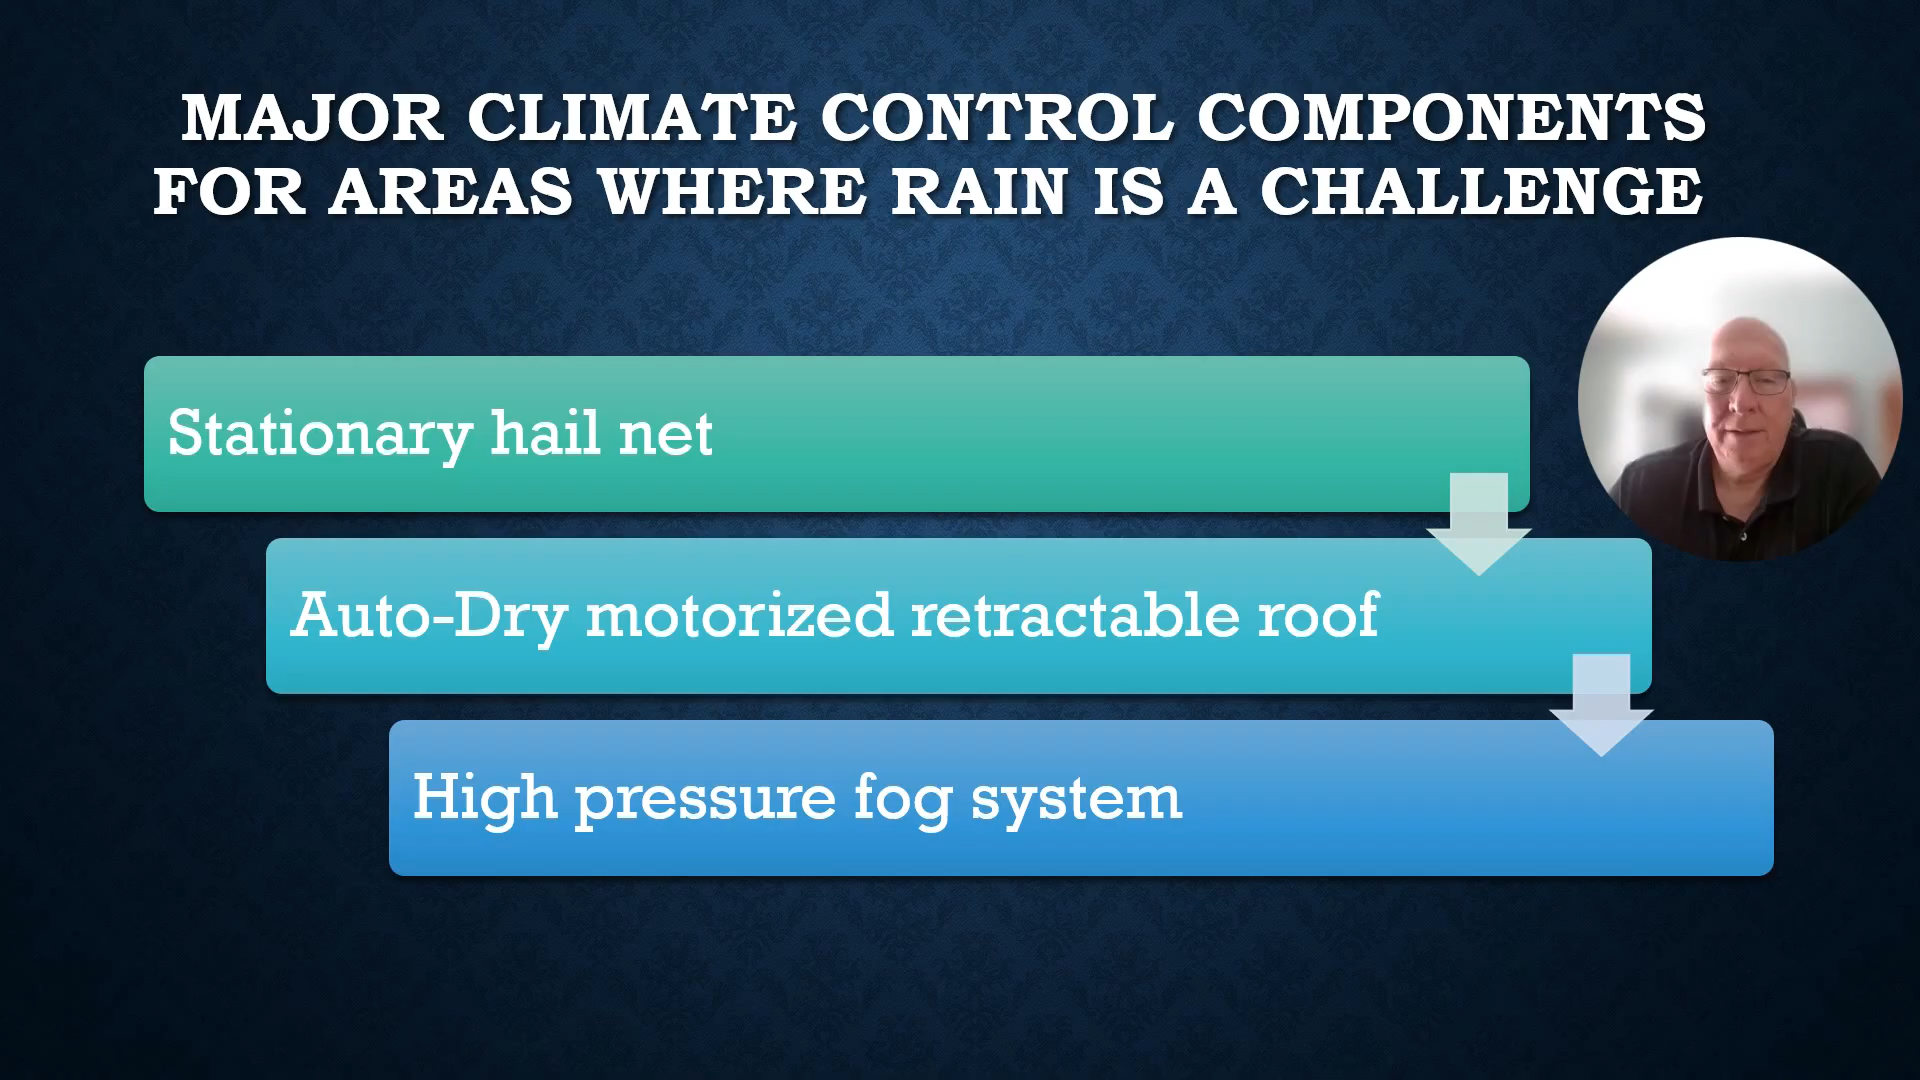 MAJOR CLIMATE CONTROL COMPONENTS
FOR AREAS WHERE RAIN IS A CHALLENGE
Stationary hail net
Auto-Dry motorized retractable roof
High pressure fog system